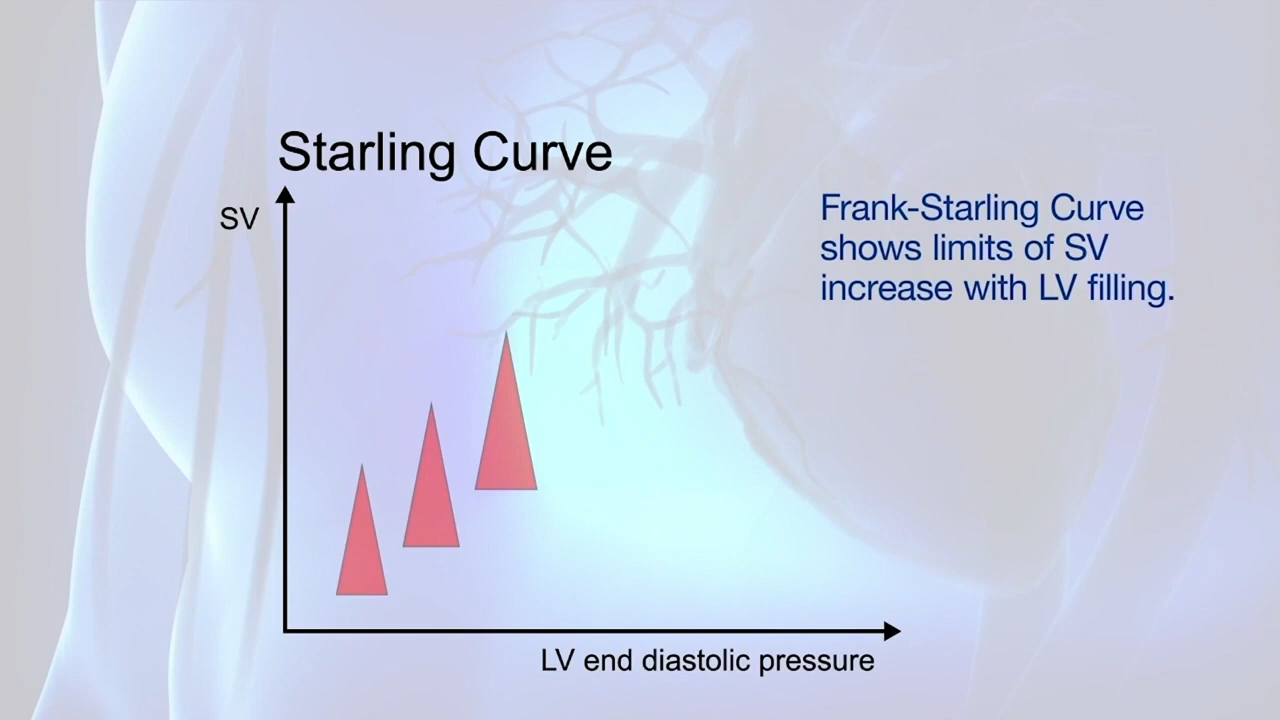 Starling Curve
SV
Frank-Starling Curve
shows limits of SV
increase with LV filling.
LV end diastolic pressure